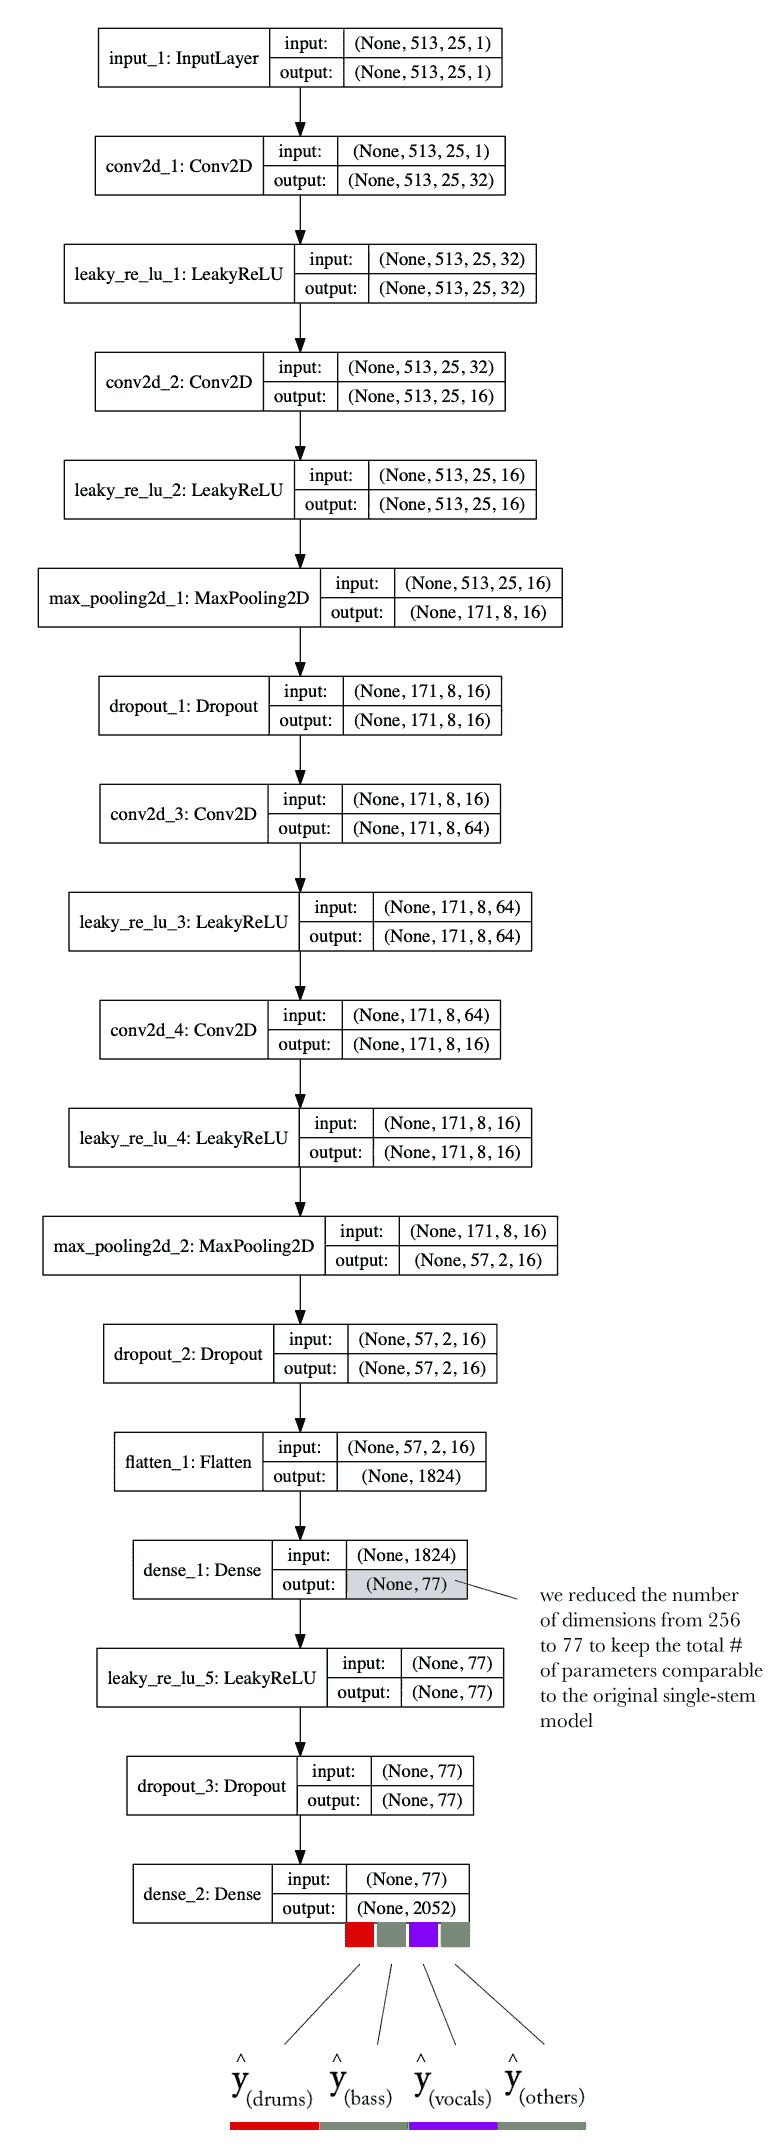 input_1: InputLayer
input: (None, 513, 25, 1)
output: (None, 513, 25, 1)
conv2d_1: Conv2D
input: (None, 513, 25, 1)
output: (None, 513, 25, 32)
leaky_re_lu_1: LeakyReLU
input: (None, 513, 25, 32)
output: (None, 513, 25, 32)
conv2d_2: Conv2D
input: (None, 513, 25, 32)
output: (None, 513, 25, 16)
leaky_re_lu_2: LeakyReLU
input: (None, 513, 25, 16)
output: (None, 513, 25, 16)
max_pooling2d_1: MaxPooling2D
input: (None, 513, 25, 16)
output: (None, 171, 8, 16)
dropout_1: Dropout
input: (None, 171, 8, 16)
output: (None, 171, 8, 16)
conv2d_3: Conv2D
input: (None, 171, 8, 16)
output: (None, 171, 8, 64)
leaky_re_lu_3: LeakyReLU
input: (None, 171, 8, 64)
output: (None, 171, 8, 64)
conv2d_4: Conv2D
input: (None, 171, 8, 64)
output: (None, 171, 8, 16)
leaky_re_lu_4: LeakyReLU
input: (None, 171, 8, 16)
output: (None, 171, 8, 16)
max_pooling2d_2: MaxPooling2D
input: (None, 171, 8, 16)
output: (None, 57, 2, 16)
dropout_2: Dropout
input: (None, 57, 2, 16)
output: (None, 57, 2, 16)
flatten_1: Flatten
input: (None, 57, 2, 16)
output: (None, 1824)
dense_1: Dense
input: (None, 1824)
output: (None, 77)
we reduced the number
of dimensions from 256
to 77 to keep the total #
of parameters comparable
to the original single-stem
model
leaky_re_lu_5: LeakyReLU
input: (None, 77)
output: (None, 77)
dropout_3: Dropout
input: (None, 77)
output: (None, 77)
dense_2: Dense
input: (None, 77)
output: (None, 2052)
ŷ(drums) ŷ(bass) ŷ(vocals) ŷ(others)